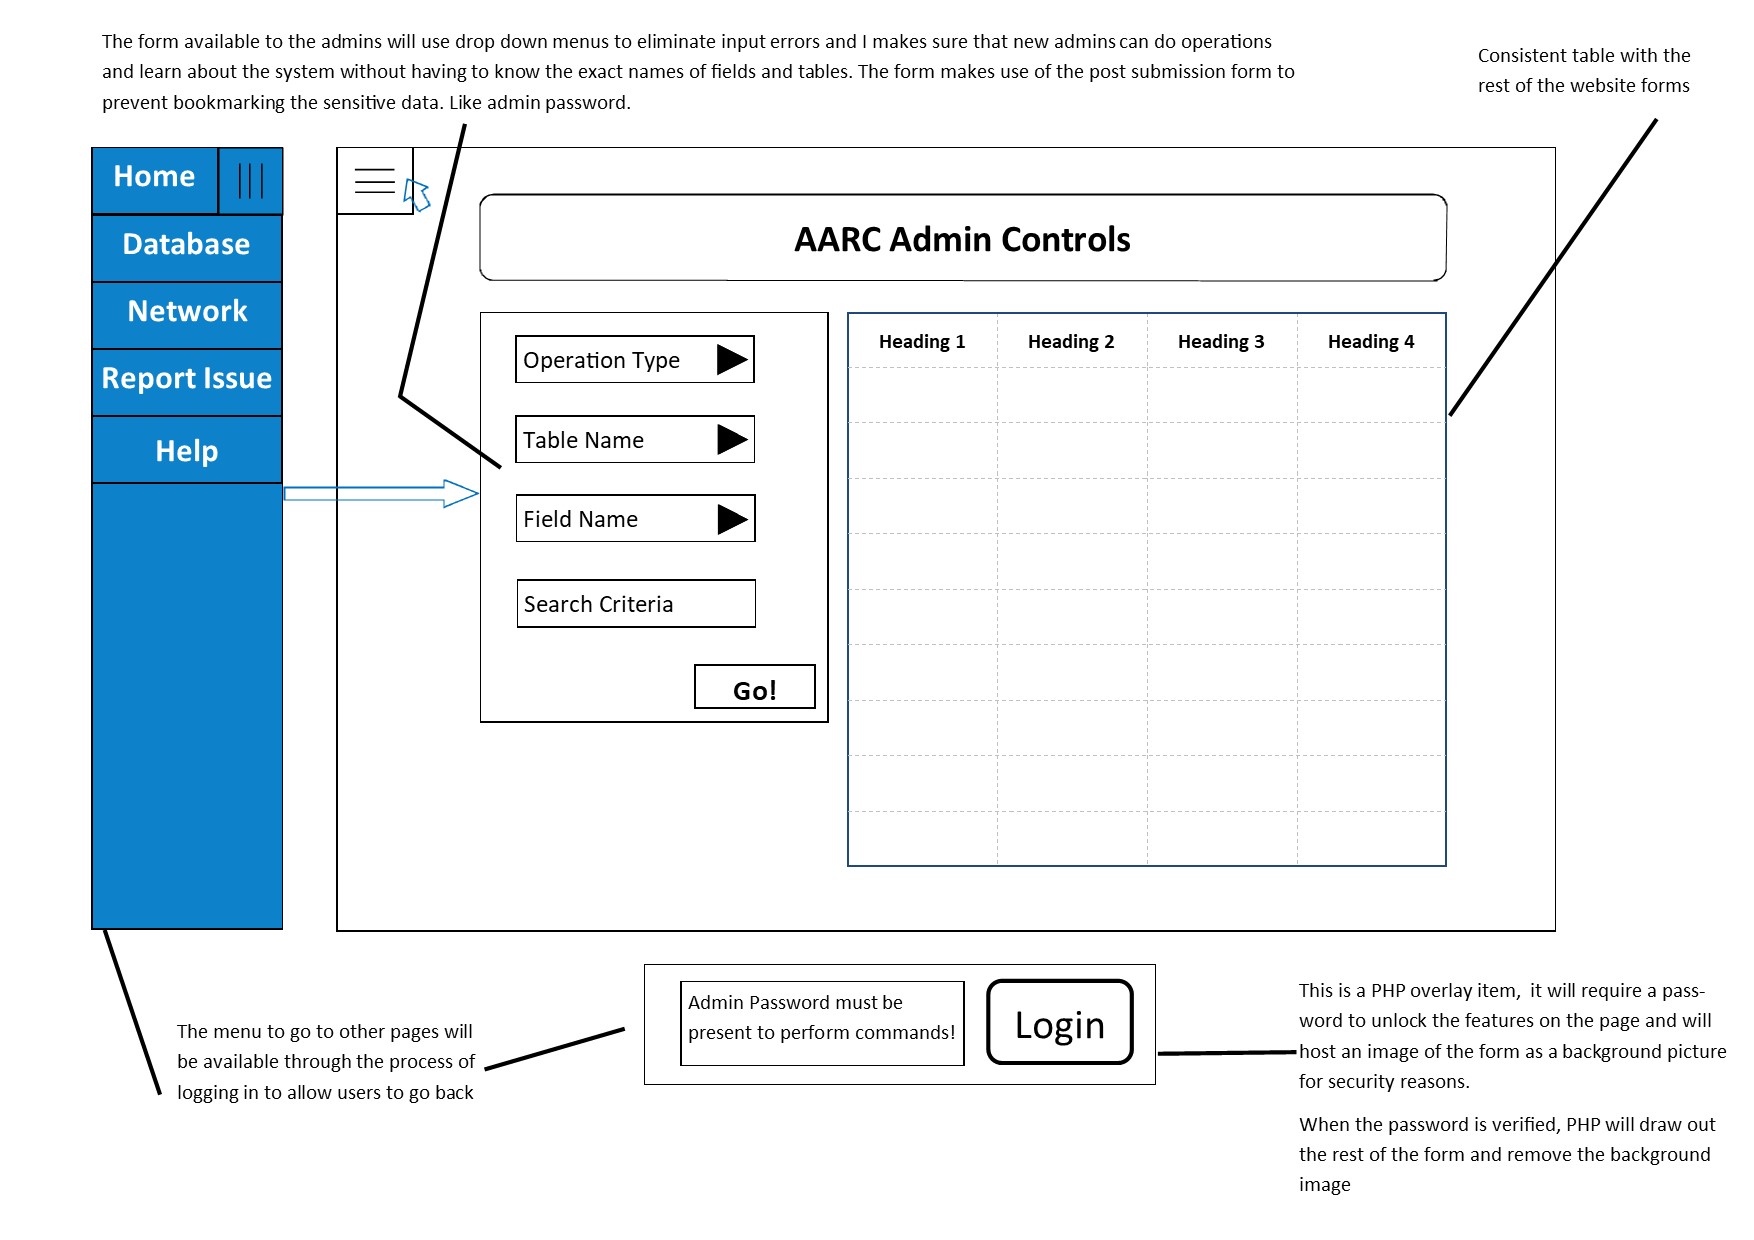 The form available to the admins will use drop down menus to eliminate input errors and I makes sure that new admins can do operations
and learn about the system without having to know the exact names of fields and tables. The form makes use of the post submission form to
prevent bookmarking the sensitive data. Like admin password.
Consistent table with the
rest of the website forms
Home
Database
Network
Report Issue
Help
AARC Admin Controls
Operation Type
Table Name
Field Name
Search Criteria
Go!
Heading 1 Heading 2 Heading 3 Heading 4
The menu to go to other pages will
be available through the process of
logging in to allow users to go back
Admin Password must be
present to perform commands!
Login
This is a PHP overlay item,  it will require a pass-
word to unlock the features on the page and will
host an image of the form as a background picture
for security reasons.
When the password is verified, PHP will draw out
the rest of the form and remove the background
image